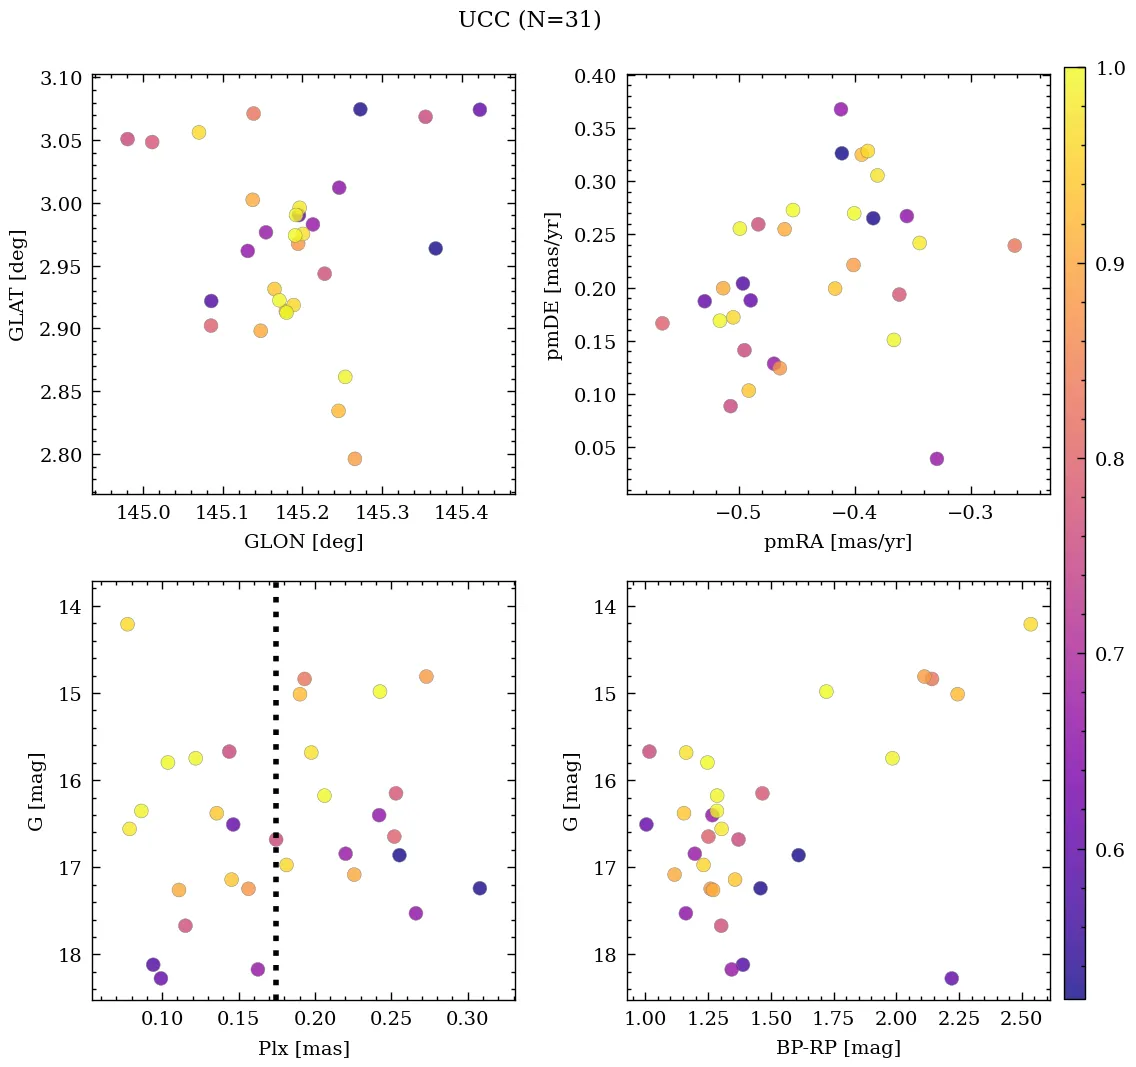 UCC (N=31)
3.10
3.05
3.00
2.95
2.90
2.85
2.80
GLAT [deg]
145.0 145.1 145.2 145.3 145.4
GLON [deg]
0.40
0.35
0.30
0.25
0.20
0.15
0.10
0.05
pmDE [mas/yr]
−0.5 −0.4 −0.3
pmRA [mas/yr]
14
15
16
17
18
G [mag]
0.10 0.15 0.20 0.25 0.30
Plx [mas]
14
15
16
17
18
G [mag]
1.00 1.25 1.50 1.75 2.00 2.25 2.50
BP-RP [mag]
1.0
0.9
0.8
0.7
0.6